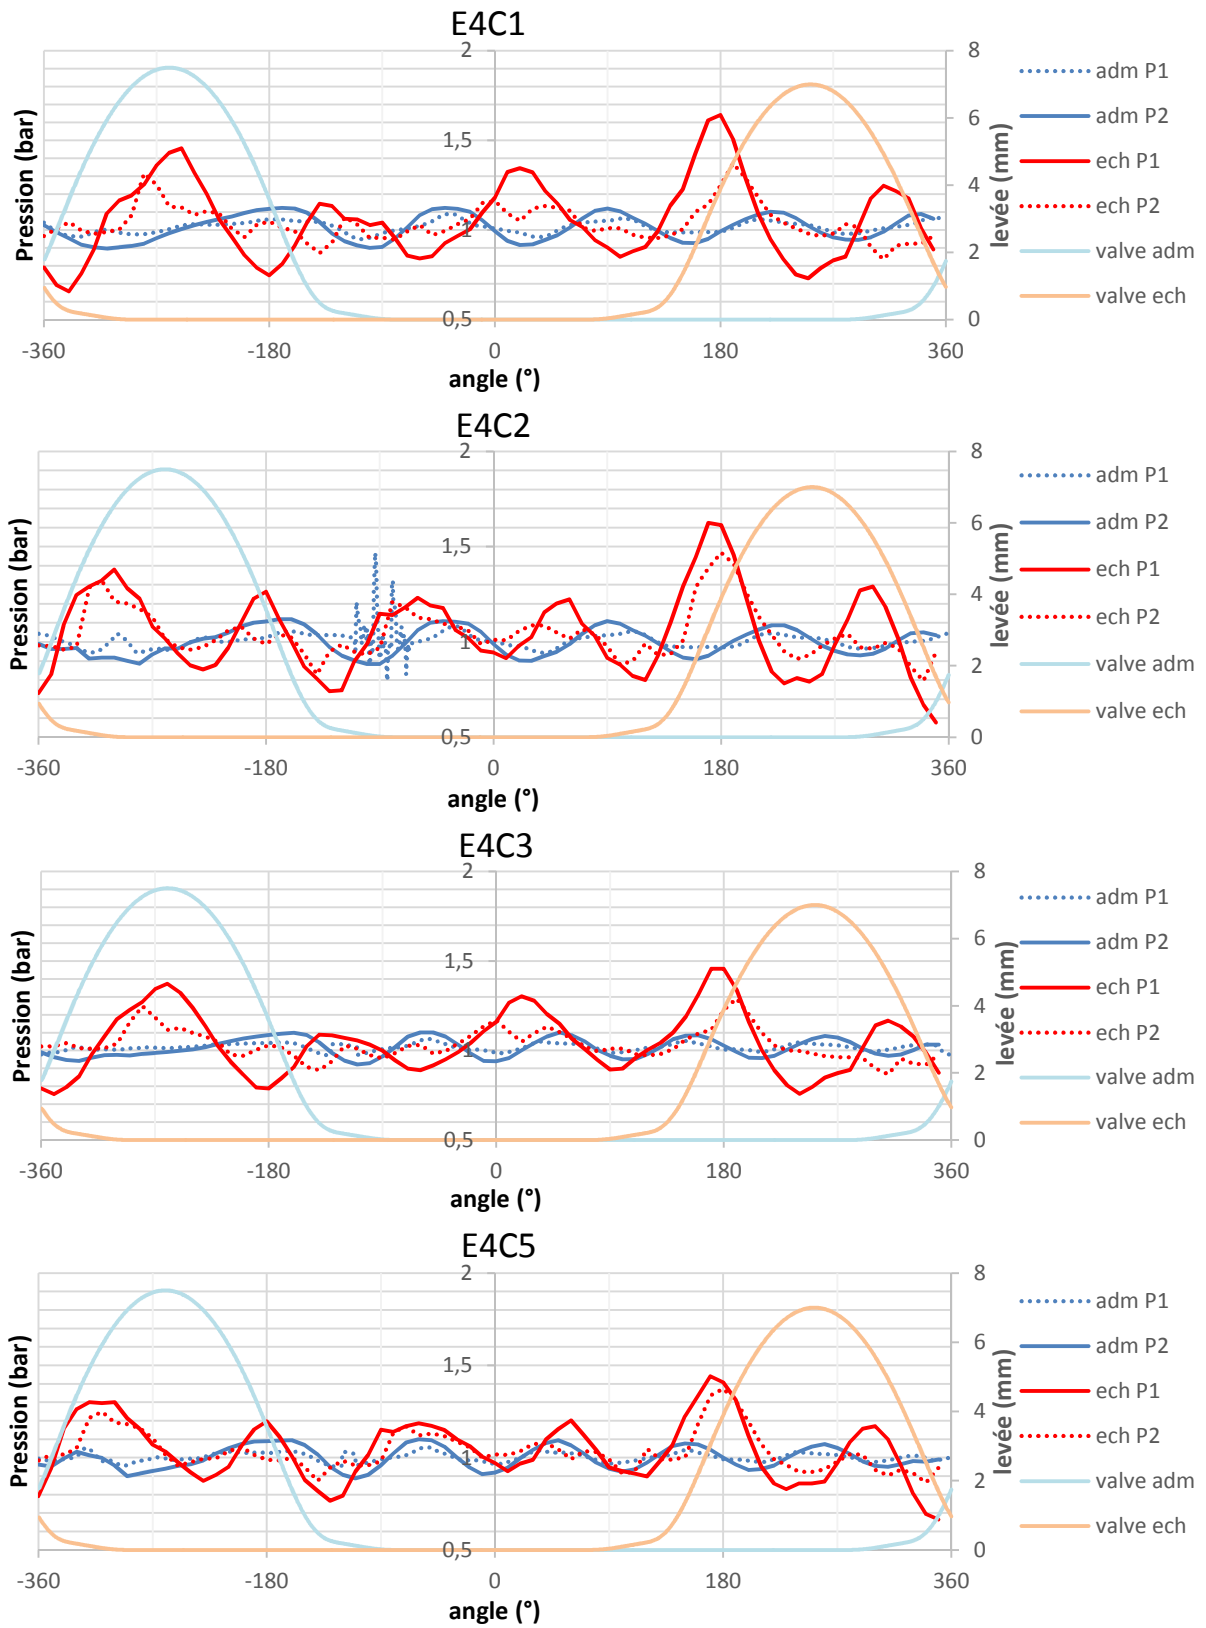 E4C1
Pression (bar)
2
1,5
1
0,5
8
6
4
2
0
levée (mm)
-360
-180
0
180
360
angle (°)
adm P1
adm P2
ech P1
ech P2
valve adm
valve ech
E4C2
Pression (bar)
2
1,5
1
0,5
8
6
4
2
0
levée (mm)
-360
-180
0
180
360
angle (°)
adm P1
adm P2
ech P1
ech P2
valve adm
valve ech
E4C3
Pression (bar)
2
1,5
1
0,5
8
6
4
2
0
levée (mm)
-360
-180
0
180
360
angle (°)
adm P1
adm P2
ech P1
ech P2
valve adm
valve ech
E4C5
Pression (bar)
2
1,5
1
0,5
8
6
4
2
0
levée (mm)
-360
-180
0
180
360
angle (°)
adm P1
adm P2
ech P1
ech P2
valve adm
valve ech